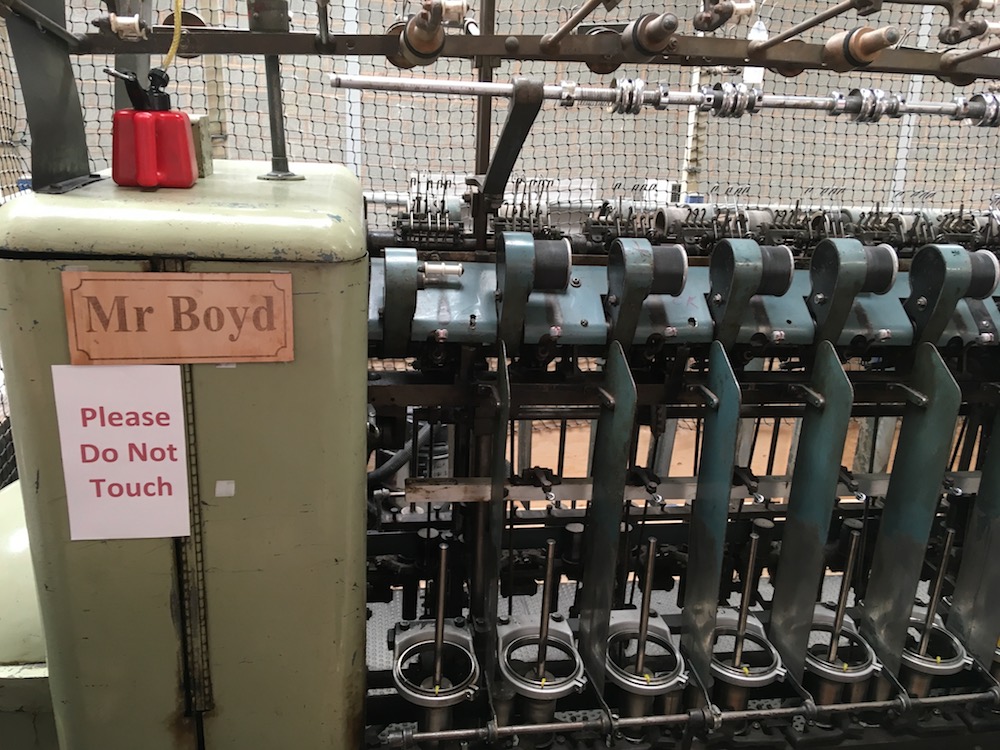 Mr Boyd
Please
Do Not
Touch